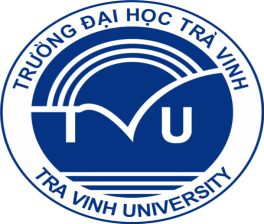 TRƯỜNG ĐẠI HỌC TRÀ VINH
TVU
TRA VINH UNIVERSITY